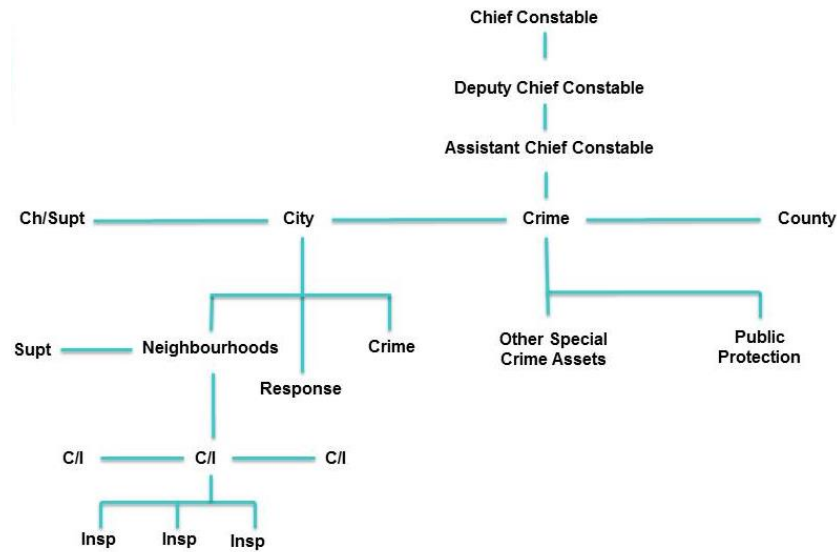 Chief Constable
Deputy Chief Constable
Assistant Chief Constable
Ch/Supt
City
Crime
County
Supt
Neighbourhoods
Response
Crime
Other Special
Crime Assets
Public
Protection
C/I
C/I
C/I
Insp
Insp
Insp